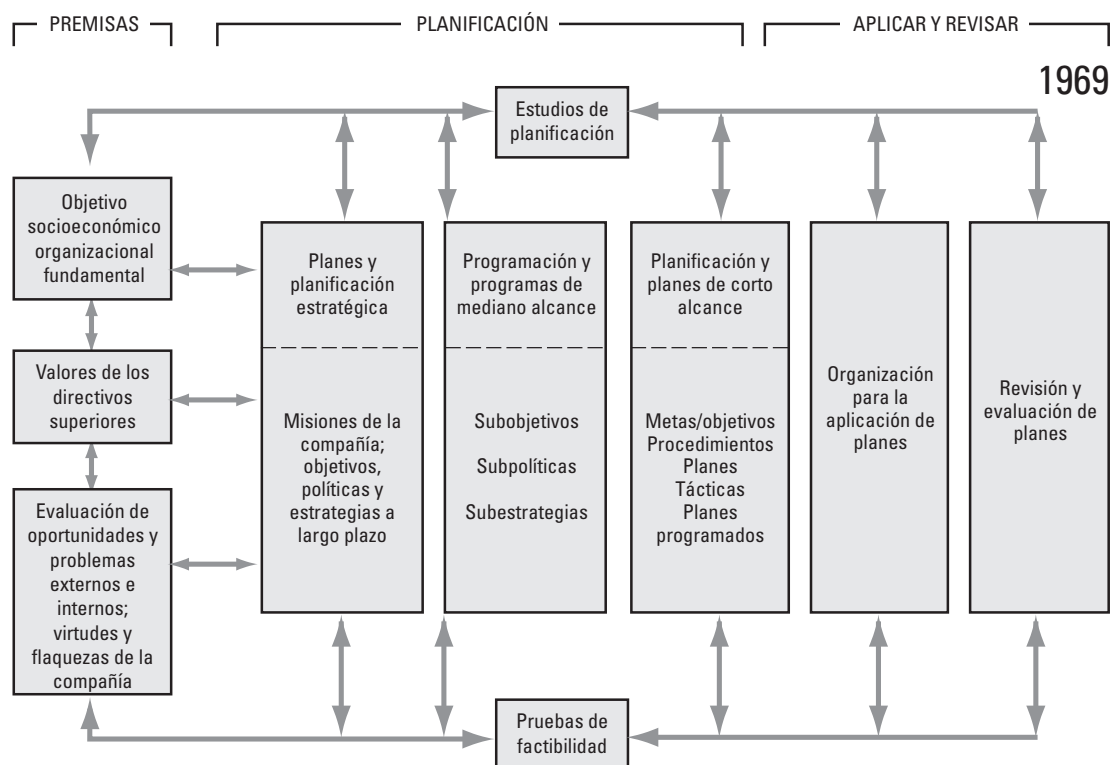 PREMISAS
PLANIFICACIÓN
APLICAR Y REVISAR
1969
Estudios de
planificación
Objetivo
socioeconómico
organizacional
fundamental
Valores de los
directivos
superiores
Evaluación de
oportunidades y
problemas
externos e
internos;
virtudes y
flaquezas de la
compañía
Planes y
planificación
estratégica
Misiones de la
compañía;
objetivos,
políticas y
estrategias a
largo plazo
Programación y
programas de
mediano alcance
Subobjetivos
Subpolíticas
Subestrategias
Planificación y
planes de corto
alcance
Metas/objetivos
Procedimientos
Planes
Tácticas
Planes
programados
Organización
para la
aplicación de
planes
Revisión y
evaluación de
planes
Pruebas de
factibilidad